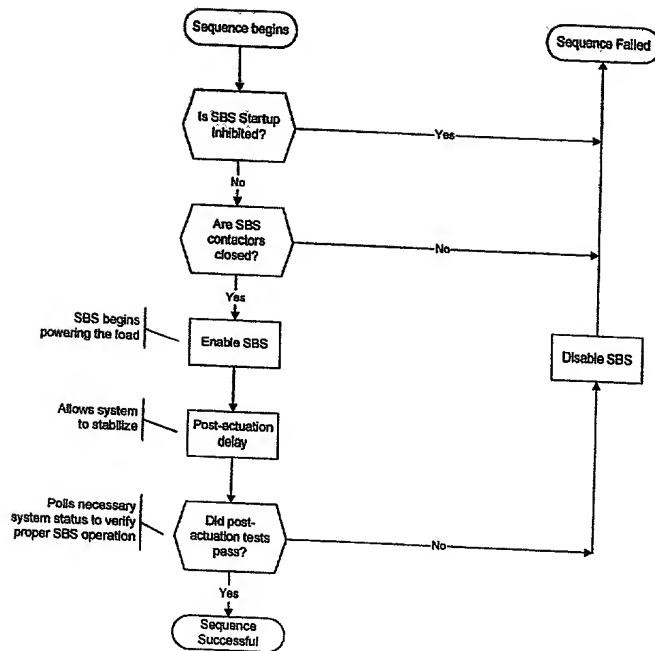 Sequence begins
Sequence Failed
Is SBS Startup
Inhibited?
Yes
No
Are SBS
contactors
closed?
No
Yes
SBS begins
powering the load
Enable SBS
Disable SBS
Allows system
to stabilize
Post-actuation
delay
Polls necessary
system status to verify
proper SBS operation
Did post-
actuation tests
pass?
No
Yes
Sequence
Successful